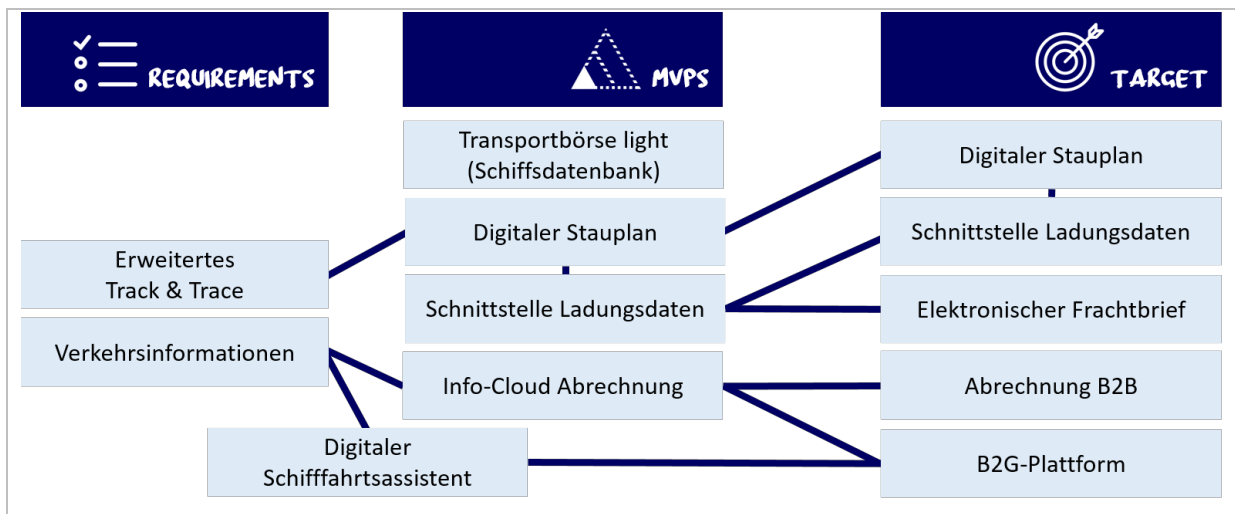 REQUIREMENTS
MVPS
TARGET
Transportbörse light
(Schiffsdatenbank)
Digitaler Stauplan
Digitaler Stauplan
Schnittstelle Ladungsdaten
Erweitertes
Track & Trace
Schnittstelle Ladungsdaten
Elektronischer Frachtbrief
Verkehrsinformationen
Info-Cloud Abrechnung
Abrechnung B2B
Digitaler
Schifffahrtsassistent
B2G-Plattform